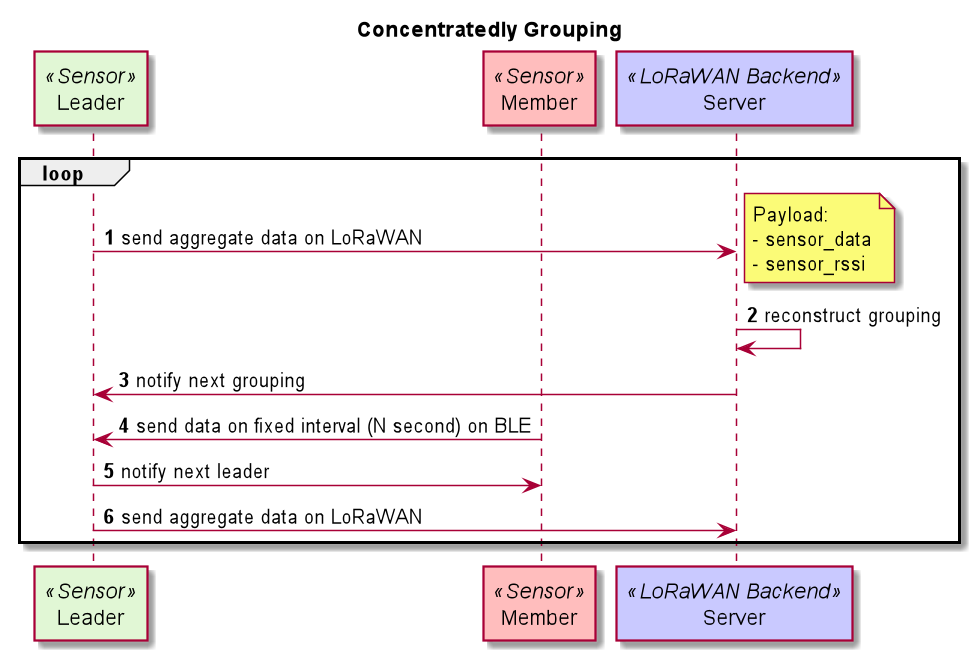 Concentratedly Grouping
«Sensor»
Leader
«Sensor»
Member
«LoRaWAN Backend»
Server
loop
Payload:
- sensor_data
- sensor_rssi
1 send aggregate data on LoRaWAN
2 reconstruct grouping
3 notify next grouping
4 send data on fixed interval (N second) on BLE
5 notify next leader
6 send aggregate data on LoRaWAN
«Sensor»
Leader
«Sensor»
Member
«LoRaWAN Backend»
Server